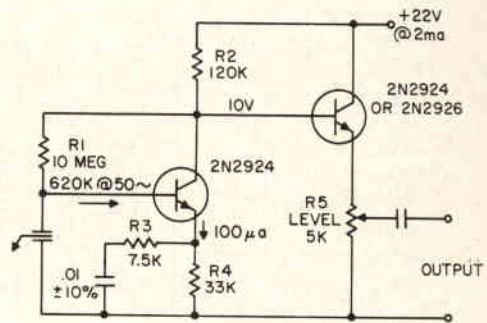 +22V
@2ma
R2
120K
2N2924
OR 2N2926
10V
R1
10 MEG
2N2924
620K@50~
R3
7.5K
100μa
R5
LEVEL
5K
.01
±10%
R4
33K
OUTPUT